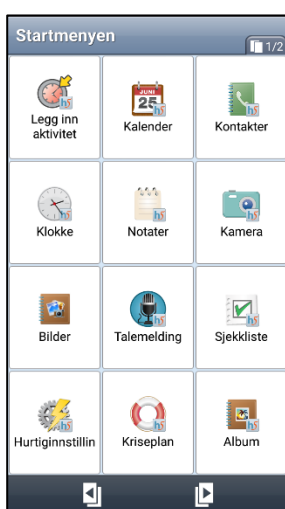 Startmenyen
1/2
Legg inn
aktivitet
JUNI
25
Kalender
Kontakter
Klokke
Notater
Kamera
Bilder
Talemelding
Sjekkliste
Hurtiginnstillin
Kriseplan
Album